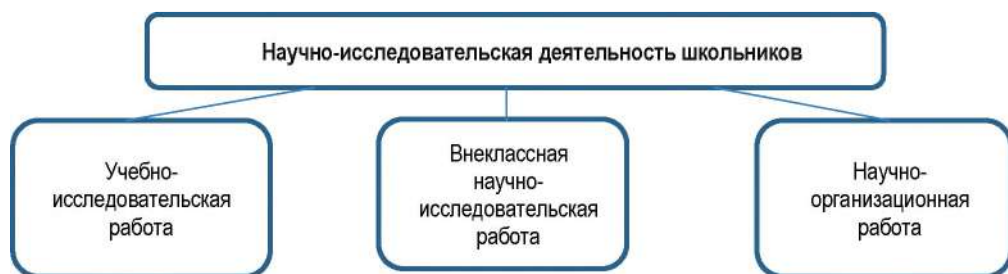 Научно-исследовательская деятельность школьников
Учебно-
исследовательская
работа
Внеклассная
научно-
исследовательская
работа
Научно-
организационная
работа